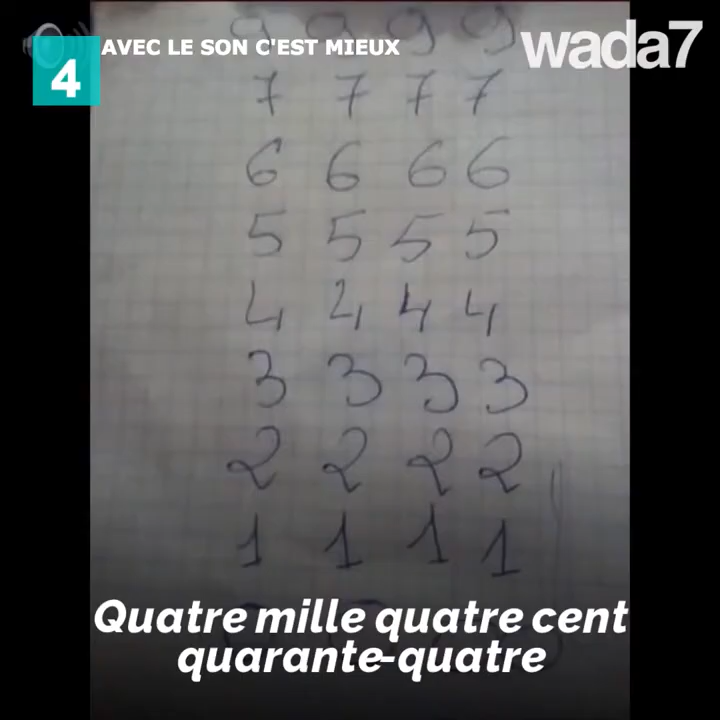 4
AVEC LE SON C'EST MIEUX
wada7
7 7 7 7
6 6 6 6
5 5 5 5
4 4 4 4
3 3 3 3
2 2 2 2
1 1 1 1
Quatre mille quatre cent
quarante-quatre